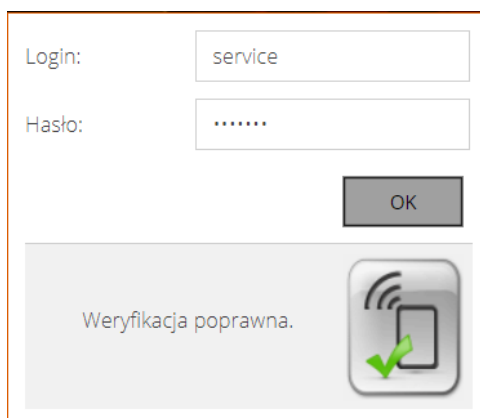 Login:
service
Hasło:
•••••••
OK
Weryfikacja poprawna.